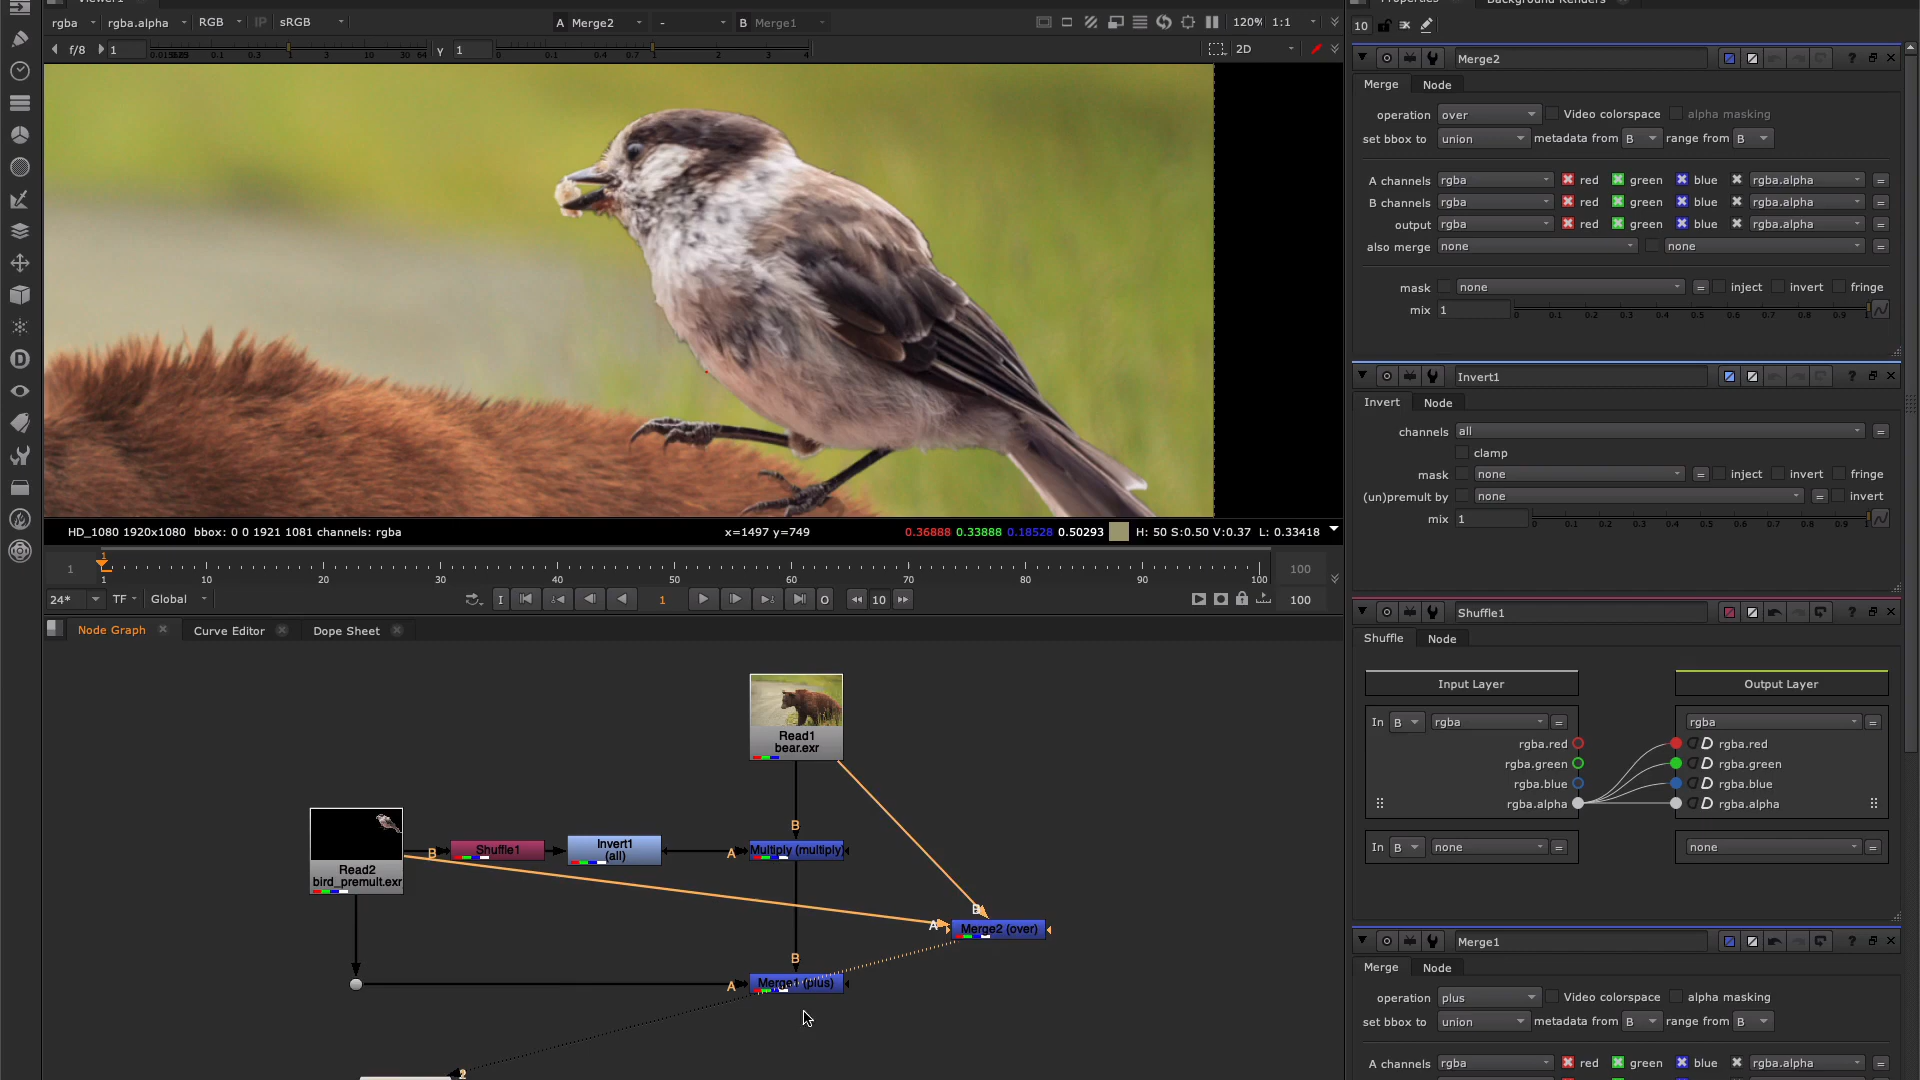 Viewer1
rgba rgba.alpha RGB IP sRGB A Merge2 - B Merge1 120% 1:1
f/8 1 γ 1 2D
HD_1080 1920x1080 bbox: 0 0 1921 1081 channels: rgba x=1497 y=749 0.36888 0.33888 0.18528 0.50293 H: 50 S:0.50 V:0.37 L: 0.33418
1
1 1 10 20 30 40 50 60 70 80 90 100 100
24* TF Global I 1 O 10 100
Node Graph Curve Editor Dope Sheet
Read1
bear.exr
B
Read2
bird_premult.exr
B Shuffle1
Invert1
(all)
A Multiply (multiply)
B
A Merge2 (over)
B
A Merge1 (plus)
2
Properties Background Renders
10
Merge2
Merge Node
operation over Video colorspace alpha masking
set bbox to union metadata from B range from B
A channels rgba red green blue rgba.alpha =
B channels rgba red green blue rgba.alpha =
output rgba red green blue rgba.alpha =
also merge none none =
mask none = inject invert fringe
mix 1 0 0.1 0.2 0.3 0.4 0.5 0.6 0.7 0.8 0.9 1
Invert1
Invert Node
channels all =
clamp
mask none = inject invert fringe
(un)premult by none = invert
mix 1 0 0.1 0.2 0.3 0.4 0.5 0.6 0.7 0.8 0.9 1
Shuffle1
Shuffle Node
Input Layer Output Layer
In B rgba = rgba =
rgba.red rgba.red
rgba.green rgba.green
rgba.blue rgba.blue
rgba.alpha rgba.alpha
In B none = none =
Merge1
Merge Node
operation plus Video colorspace alpha masking
set bbox to union metadata from B range from B
A channels rgba red green blue rgba.alpha =